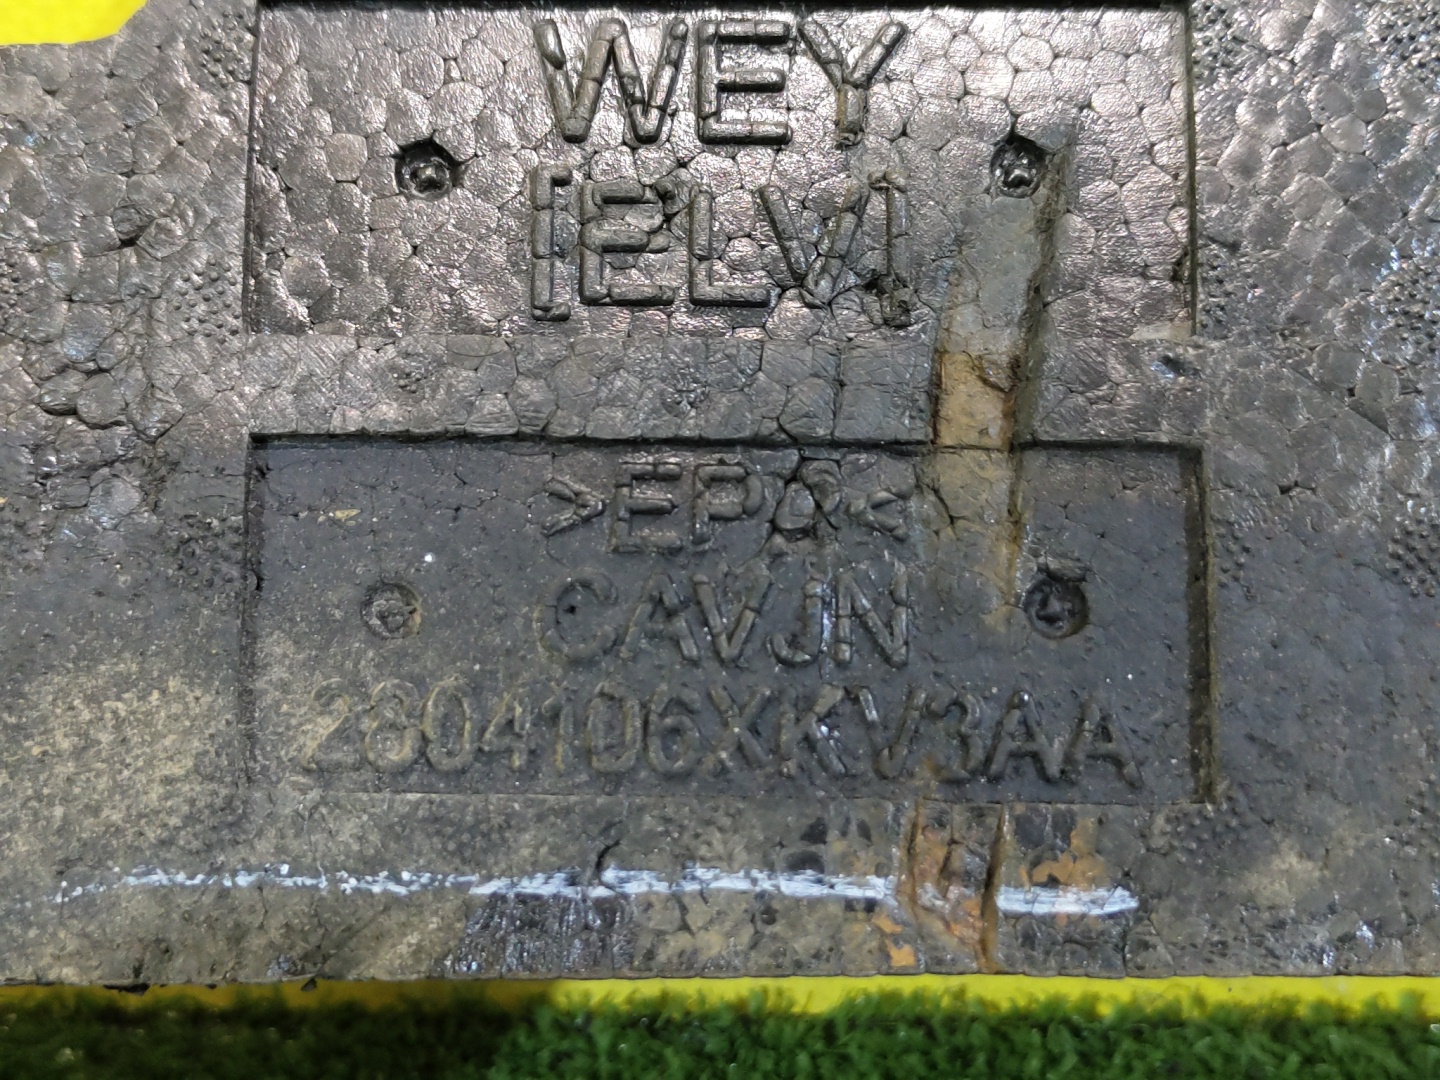 WEY
[ELV]
>EPP<
CAVJN
2804106XKV3AA